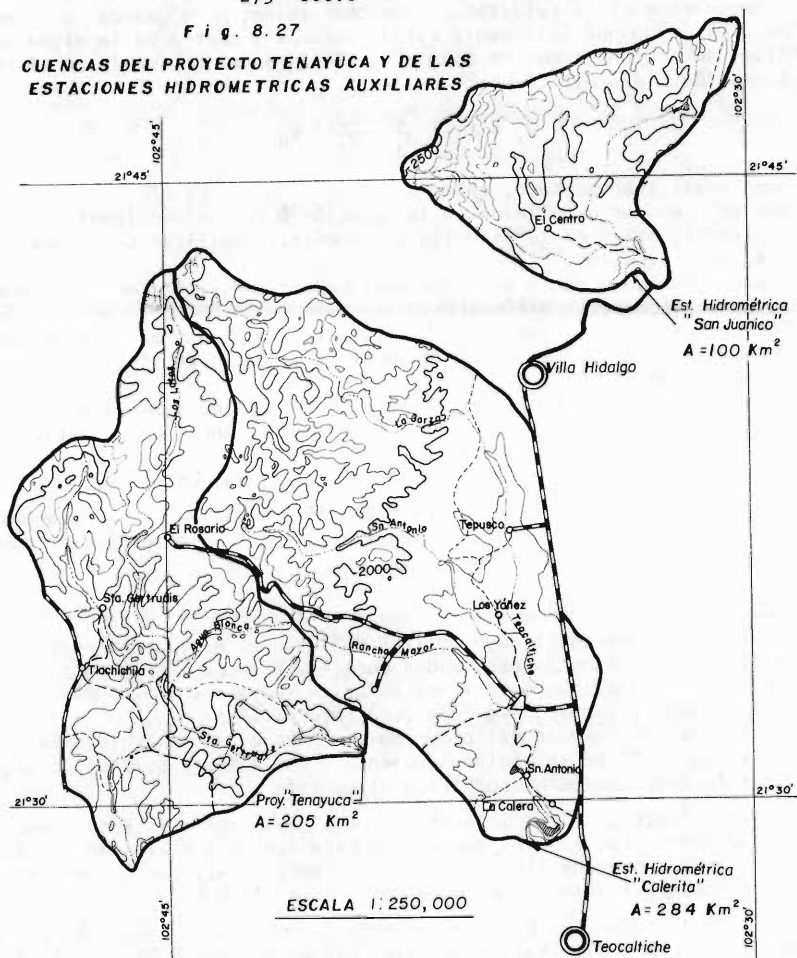 Fig. 8.27
CUENCAS DEL PROYECTO TENAYUCA Y DE LAS
ESTACIONES HIDROMETRICAS AUXILIARES
102°45'
102°30'
21°45'
21°45'
2500
El Centro
Est. Hidrométrica
"San Juanico"
A=100 Km²
Villa Hidalgo
Los Lobos
La Garza
El Rosario
Sn. Antonio
Tepusco
2000
Sta. Gertrudis
Agua Blanca
Los Yáñez
Teocaltiche
Rancho Mayor
Tlachichila
Sta. Gertrudis
Sn. Antonio
21°30'
Proy. "Tenayuca"
A=205 Km²
La Calera
21°30'
Est. Hidrométrica
"Calerita"
A=284 Km²
ESCALA 1:250,000
102°45'
102°30'
Teocaltiche